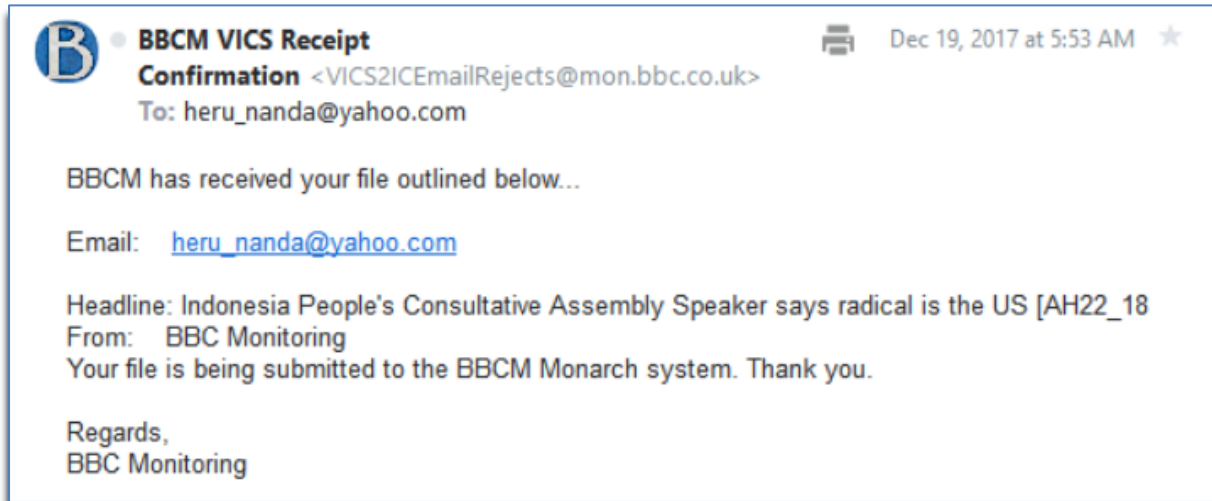 B
BBCM VICS Receipt
Confirmation <VICS2ICEmailRejects@mon.bbc.co.uk>
Dec 19, 2017 at 5:53 AM
To: heru_nanda@yahoo.com
BBCM has received your file outlined below...
Email: heru_nanda@yahoo.com
Headline: Indonesia People's Consultative Assembly Speaker says radical is the US [AH22_18
From: BBC Monitoring
Your file is being submitted to the BBCM Monarch system. Thank you.
Regards,
BBC Monitoring